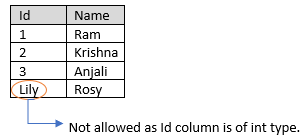 Id Name
1 Ram
2 Krishna
3 Anjali
Lily Rosy
Not allowed as Id column is of int type.